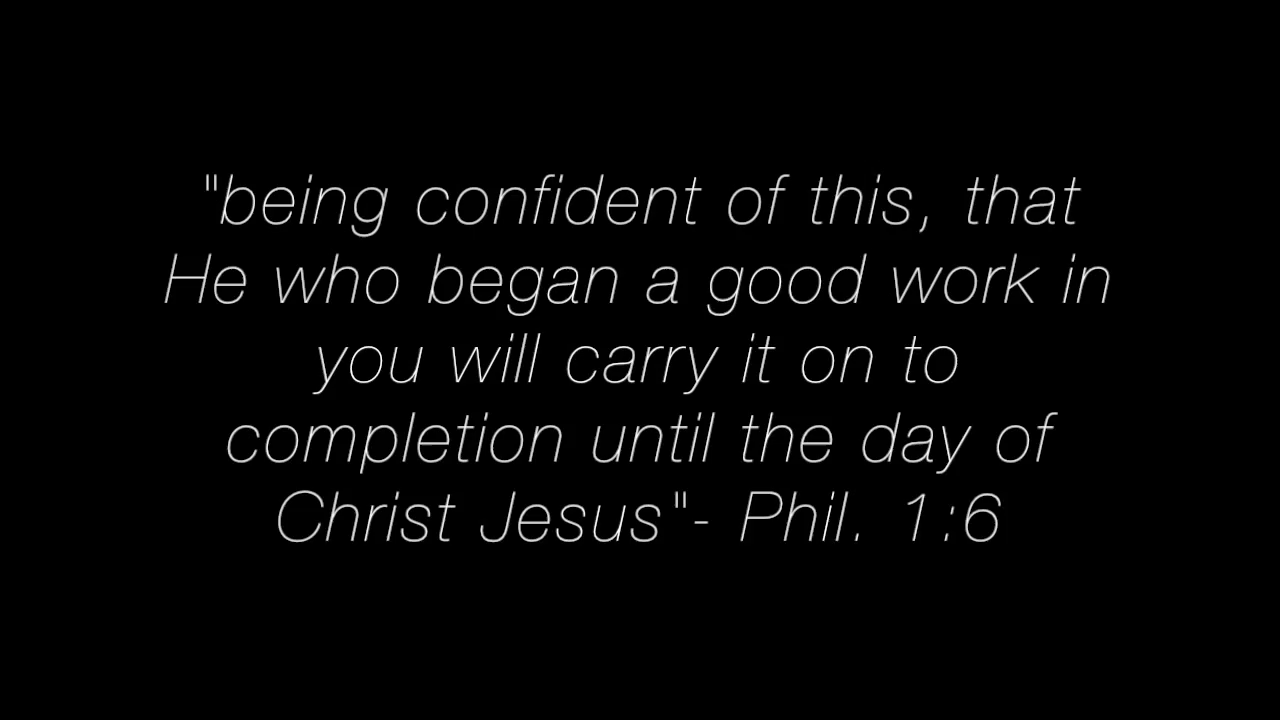 "being confident of this, that
He who began a good work in
you will carry it on to
completion until the day of
Christ Jesus"- Phil. 1:6